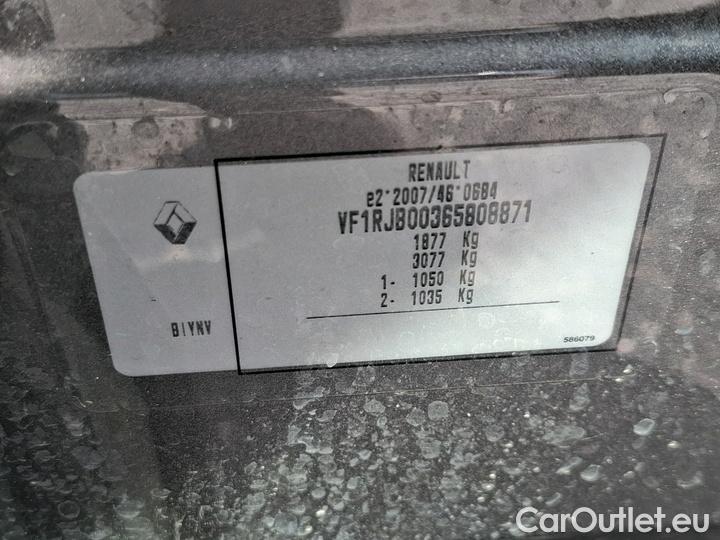 RENAULT
e2*2007/46*0684
VF1RJB00365808871
1877 Kg
3077 Kg
1- 1050 Kg
2- 1035 Kg
BIYNV
586079
CarOutlet.eu